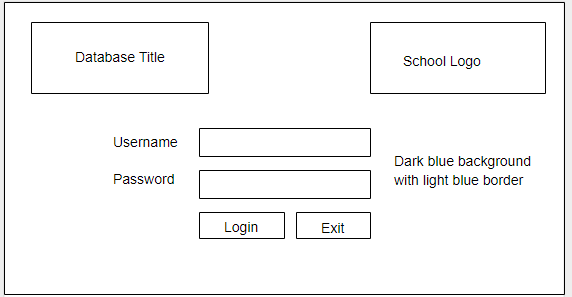 Database Title
School Logo
Username
Password
Dark blue background
with light blue border
Login
Exit